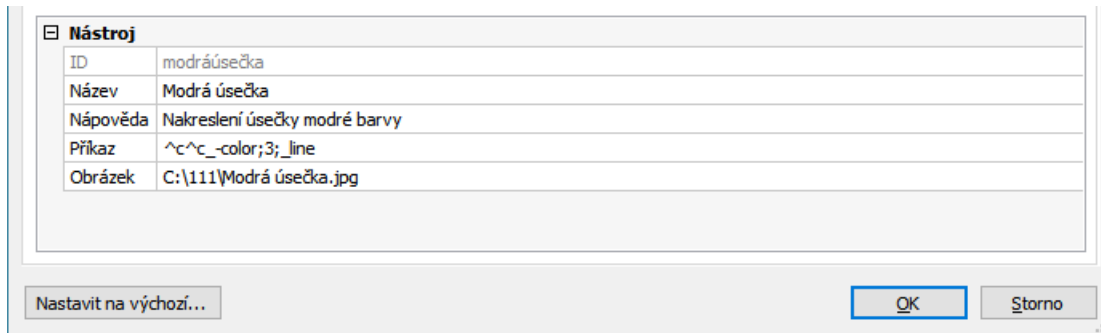 Nástroj
ID modráúsečka
Název Modrá úsečka
Nápověda Nakreslení úsečky modré barvy
Příkaz ^c^c_-color;3;_line
Obrázek C:\111\Modrá úsečka.jpg
Nastavit na výchozí... OK Storno